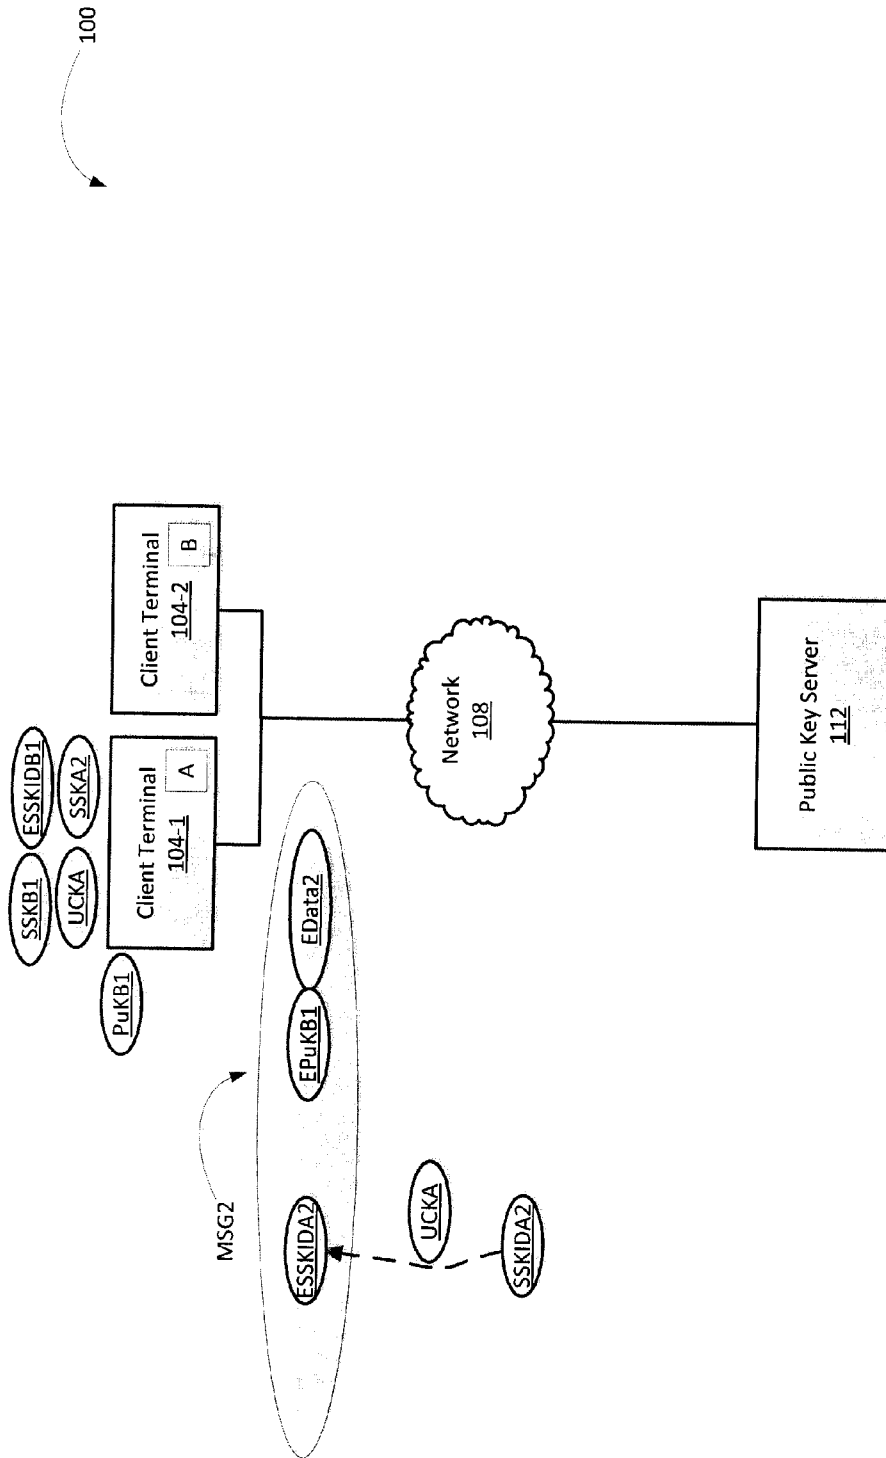 100
ESSKIDB1
SSKB1
SSKA2
UCKA
PuKB1
Client Terminal
104-1
A
Client Terminal
104-2
B
MSG2
ESSKIDA2
EPuKB1
EData2
UCKA
SSKIDA2
Network
108
Public Key Server
112